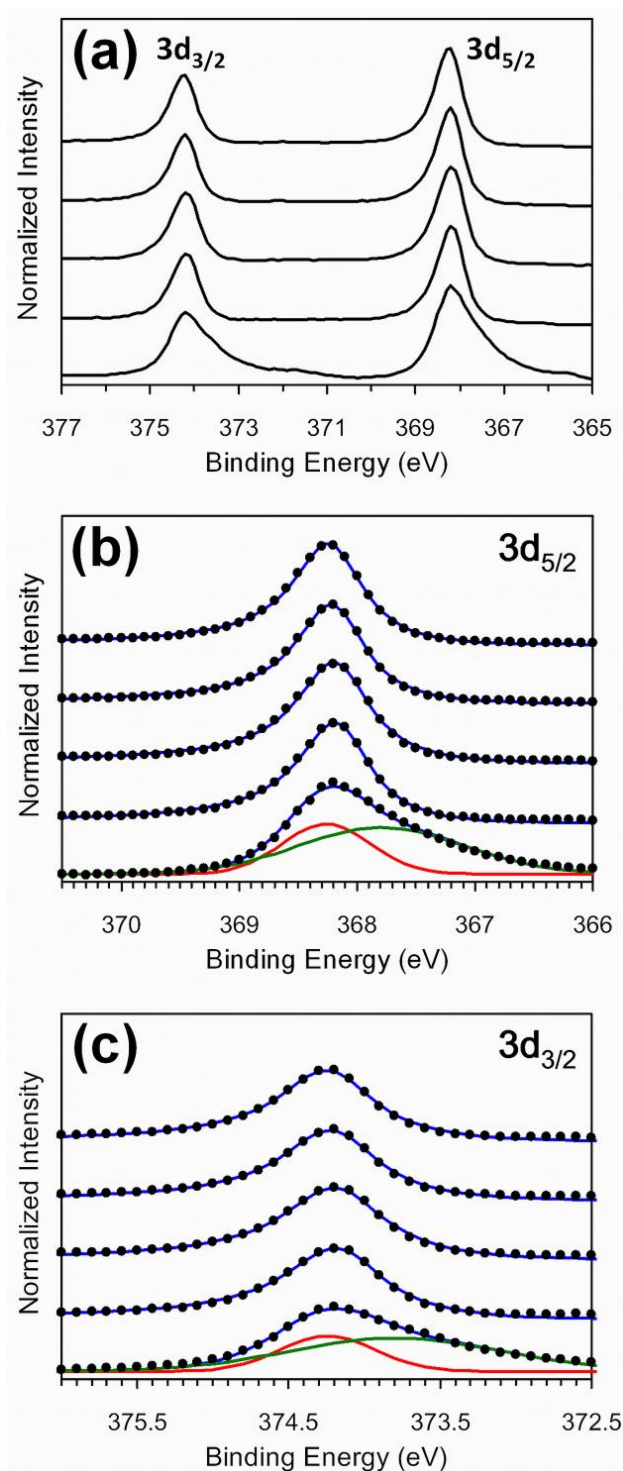 (a)
3d3/2
3d5/2
Normalized Intensity
377 375 373 371 369 367 365
Binding Energy (eV)
(b)
3d5/2
Normalized Intensity
370 369 368 367 366
Binding Energy (eV)
(c)
3d3/2
Normalized Intensity
375.5 374.5 373.5 372.5
Binding Energy (eV)